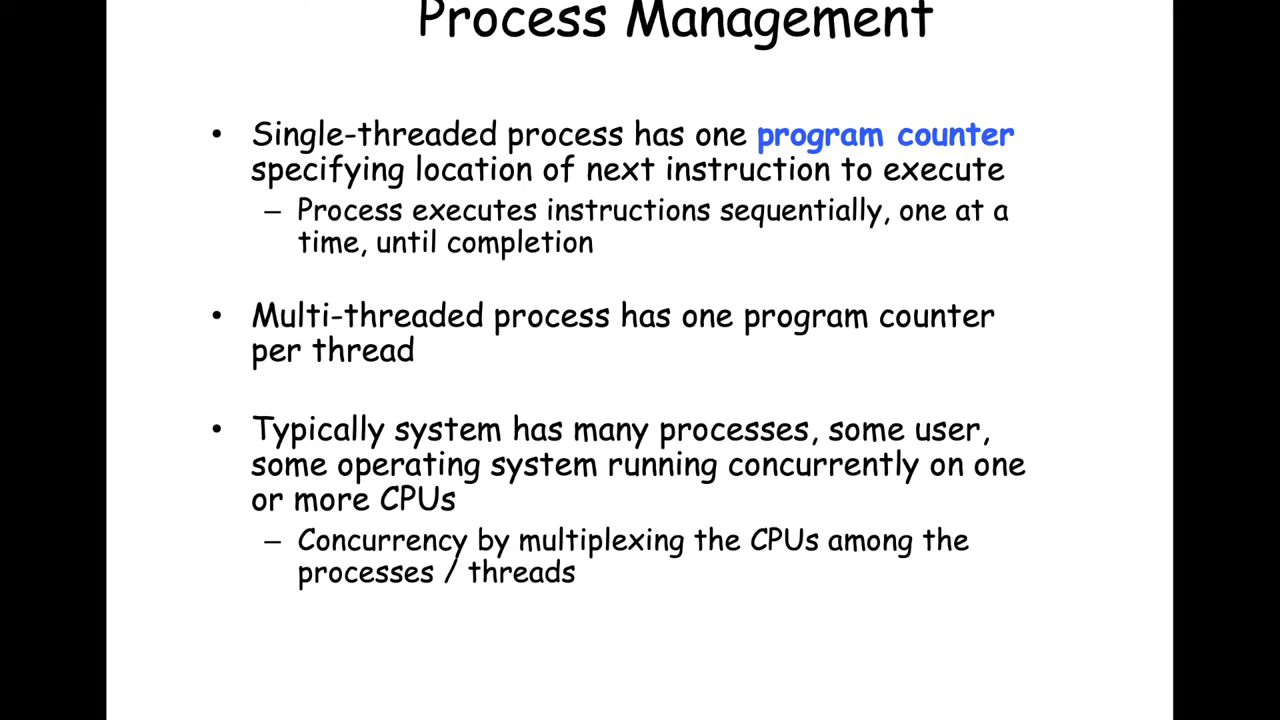 Process Management
• Single-threaded process has one program counter
specifying location of next instruction to execute
– Process executes instructions sequentially, one at a
time, until completion
• Multi-threaded process has one program counter
per thread
• Typically system has many processes, some user,
some operating system running concurrently on one
or more CPUs
– Concurrency by multiplexing the CPUs among the
processes / threads